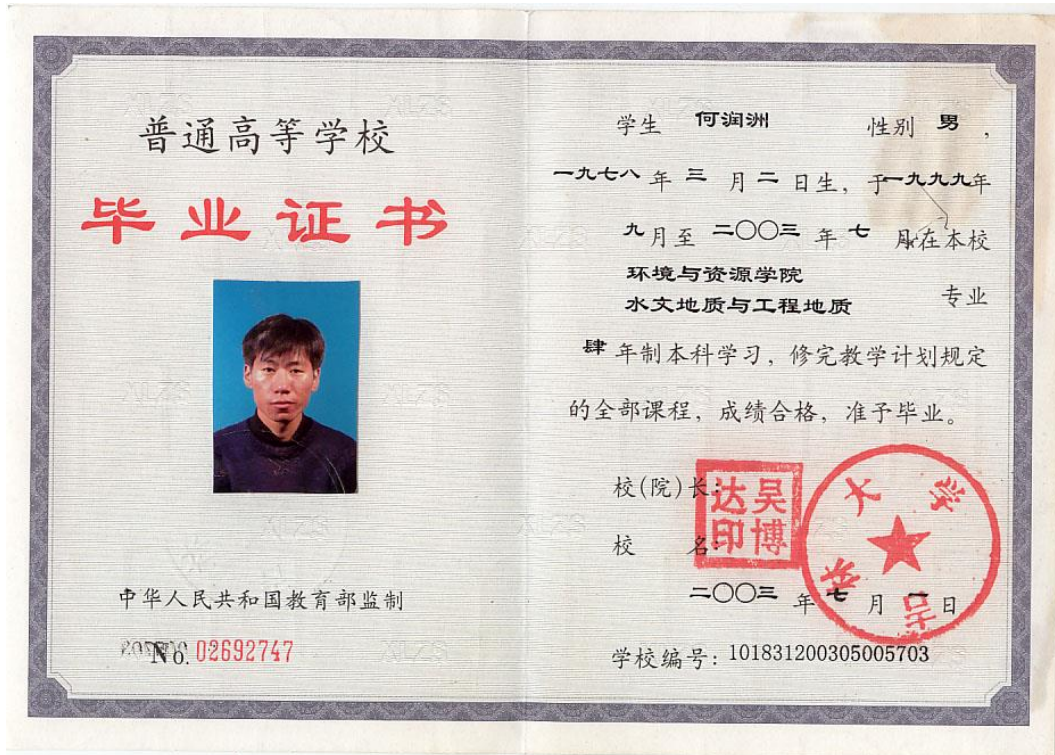 普通高等学校
毕业证书
中华人民共和国教育部监制
No. 02692747
学生 何润洲 性别 男,
一九七八 年 三 月 二 日生, 于一九九九年
九月至 二〇〇三 年 七 月在本校
环境与资源学院
水文地质与工程地质 专业
肆 年制本科学习, 修完教学计划规定
的全部课程, 成绩合格, 准予毕业。
校(院)长:
吴博达印
校 名:
吉林大学
二〇〇三 年 七 月 一 日
学校编号: 101831200305005703
XLZS